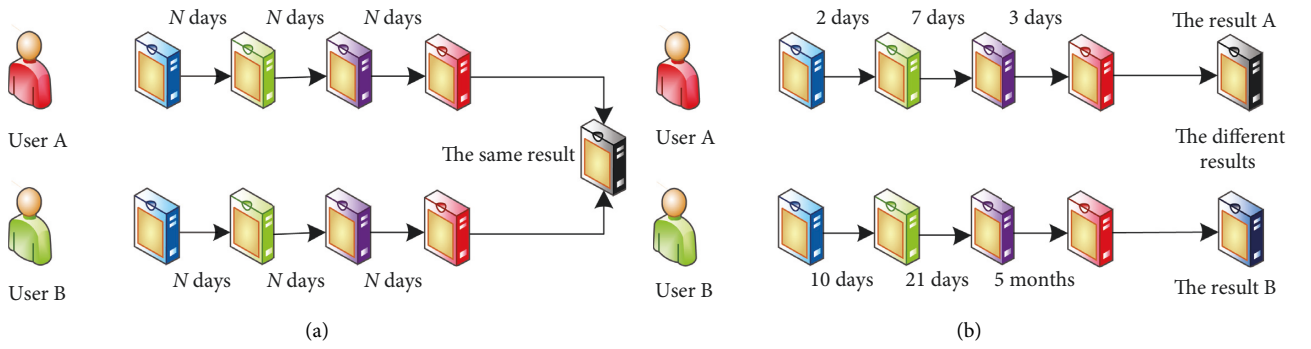 N days N days N days
User A
The same result
User B
N days N days N days
(a)
2 days 7 days 3 days
The result A
User A
The different
results
User B
10 days 21 days 5 months
The result B
(b)